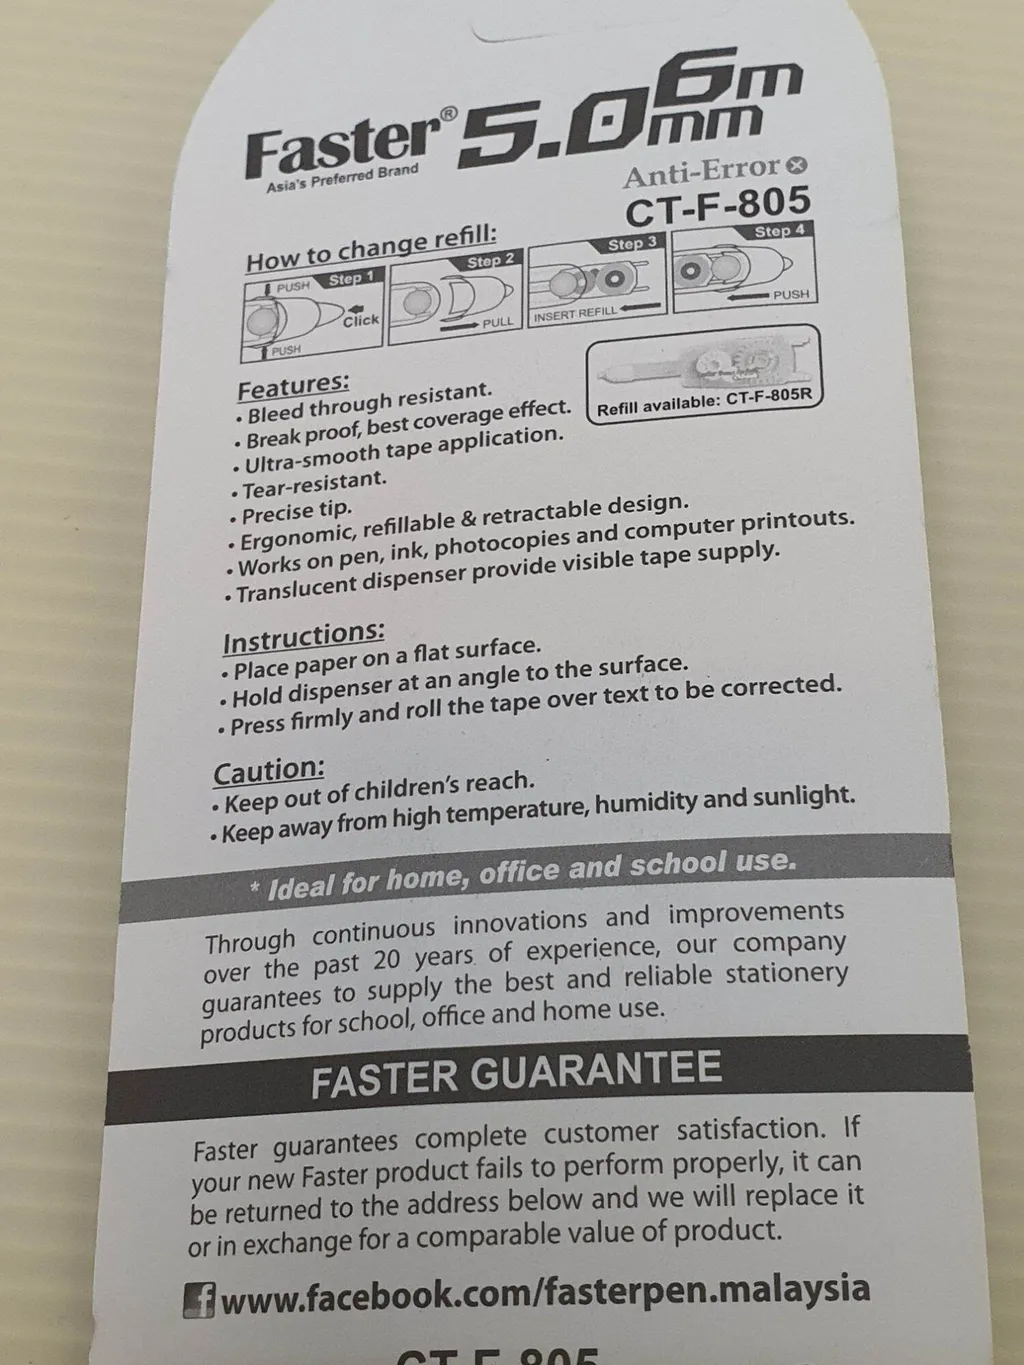 Faster® 5.0mm 6m
Asia's Preferred Brand
Anti-Error
CT-F-805
How to change refill:
Step 1
PUSH
Click
PUSH
Step 2
PULL
Step 3
INSERT REFILL
Step 4
PUSH
Refill available: CT-F-805R
Features:
• Bleed through resistant.
• Break proof, best coverage effect.
• Ultra-smooth tape application.
• Tear-resistant.
• Precise tip.
• Ergonomic, refillable & retractable design.
• Works on pen, ink, photocopies and computer printouts.
• Translucent dispenser provide visible tape supply.
Instructions:
• Place paper on a flat surface.
• Hold dispenser at an angle to the surface.
• Press firmly and roll the tape over text to be corrected.
Caution:
• Keep out of children's reach.
• Keep away from high temperature, humidity and sunlight.
* Ideal for home, office and school use.
Through continuous innovations and improvements
over the past 20 years of experience, our company
guarantees to supply the best and reliable stationery
products for school, office and home use.
FASTER GUARANTEE
Faster guarantees complete customer satisfaction. If
your new Faster product fails to perform properly, it can
be returned to the address below and we will replace it
or in exchange for a comparable value of product.
f www.facebook.com/fasterpen.malaysia
CT-F-805